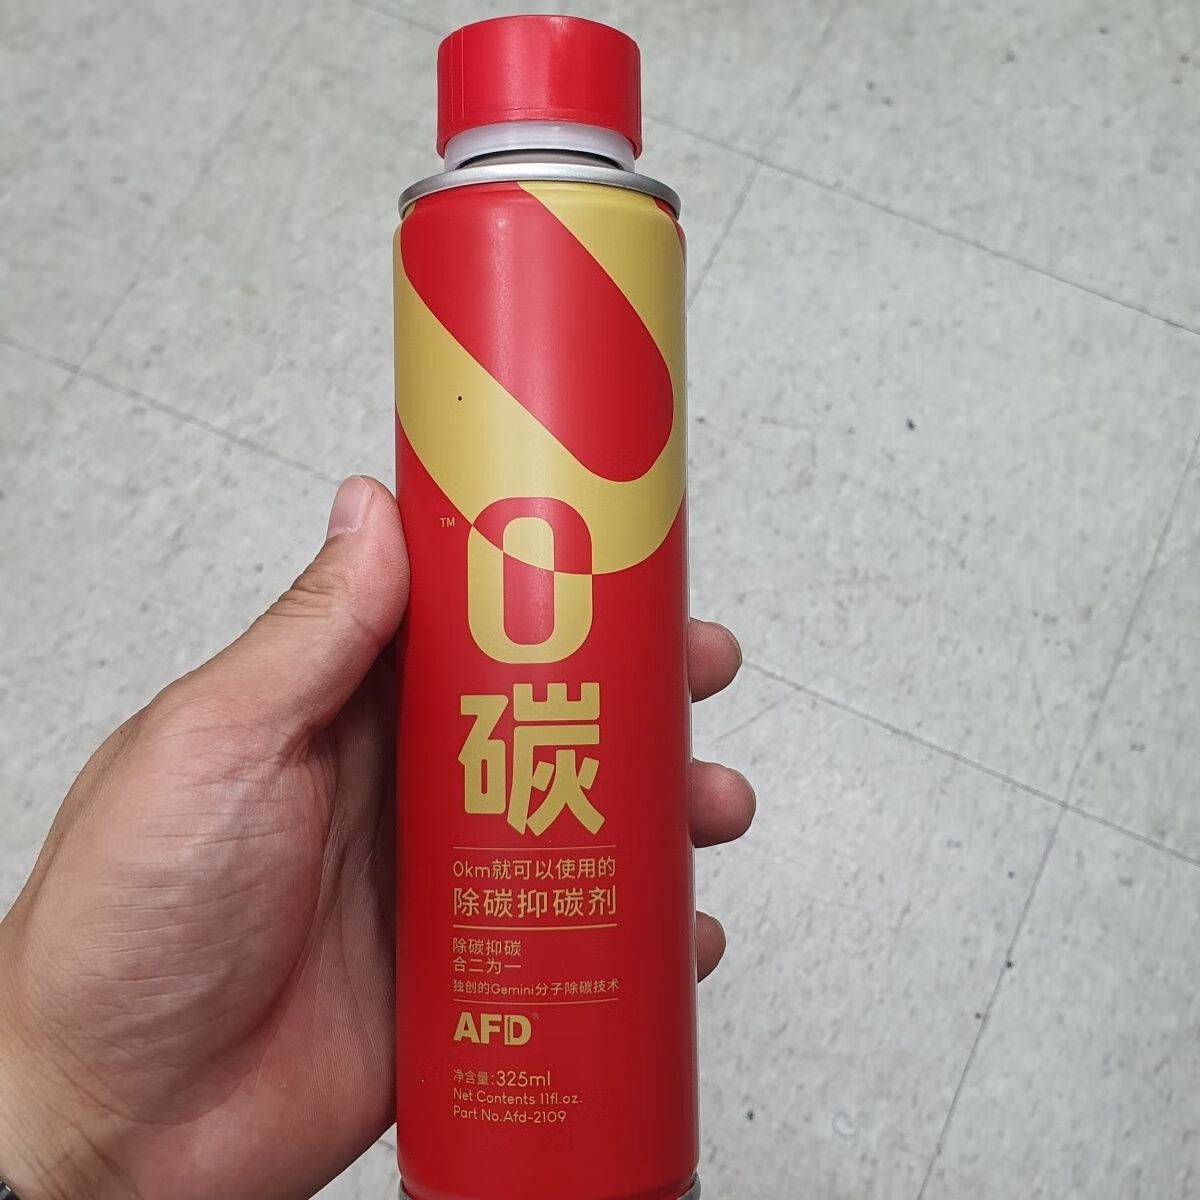 TM
0
碳
0km就可以使用的
除碳抑碳剂
除碳抑碳
合二为一
独创的Gemini分子除碳技术
AFD®
净含量:325ml
Net Contents 11fl.oz.
Part No.Afd-2109